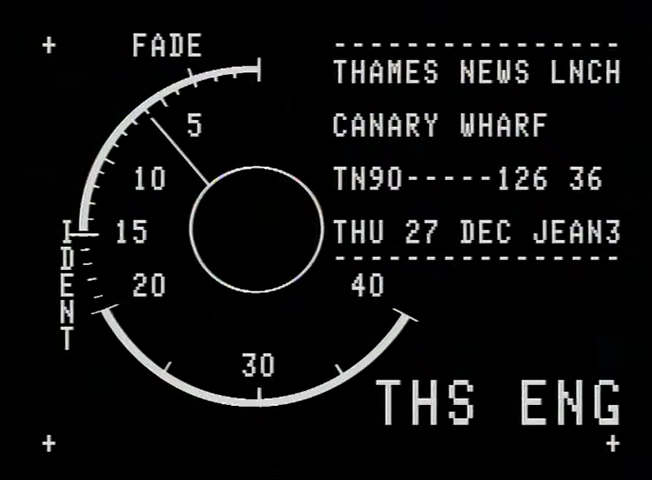 FADE
----------------
THAMES NEWS LNCH
CANARY WHARF
TN90-----126 36
THU 27 DEC JEAN3
----------------
5
10
15
20
30
40
IDENT
THS ENG